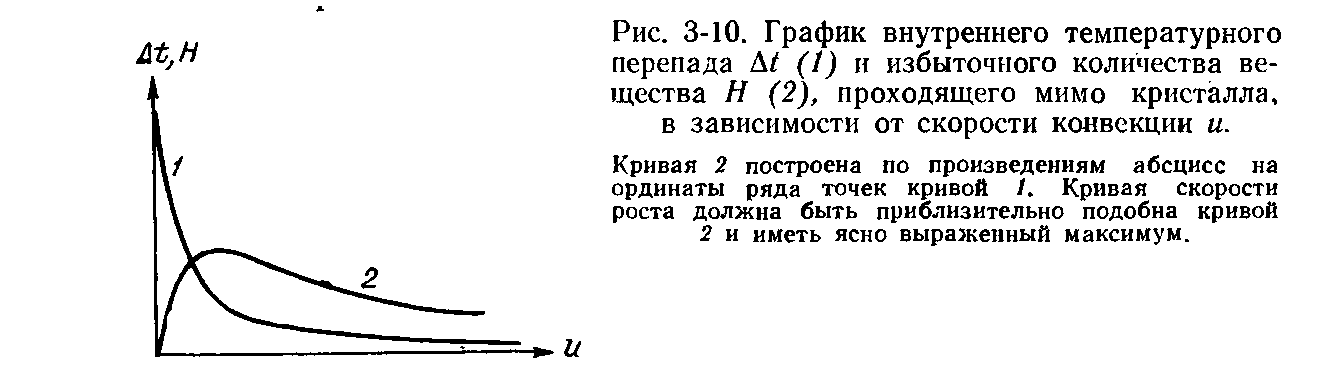 Δt, H
1
2
u
Рис. 3-10. График внутреннего температурного
перепада Δt (1) и избыточного количества ве-
щества H (2), проходящего мимо кристалла,
в зависимости от скорости конвекции u.
Кривая 2 построена по произведениям абсцисс на
ординаты ряда точек кривой 1. Кривая скорости
роста должна быть приблизительно подобна кривой
2 и иметь ясно выраженный максимум.